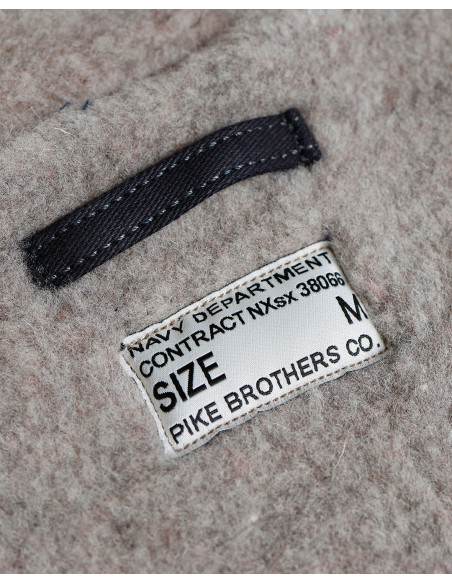 NAVY DEPARTMENT
CONTRACT NXsx 38066
SIZE M
PIKE BROTHERS CO.